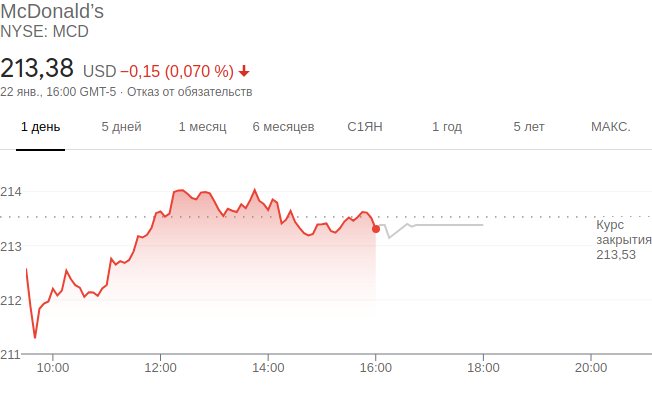 McDonald’s
NYSE: MCD
213,38 USD −0,15 (0,070 %)
22 янв., 16:00 GMT-5 · Отказ от обязательств
1 день 5 дней 1 месяц 6 месяцев С1ЯН 1 год 5 лет МАКС.
214
213
212
211
Курс
закрытия
213,53
10:00 12:00 14:00 16:00 18:00 20:00